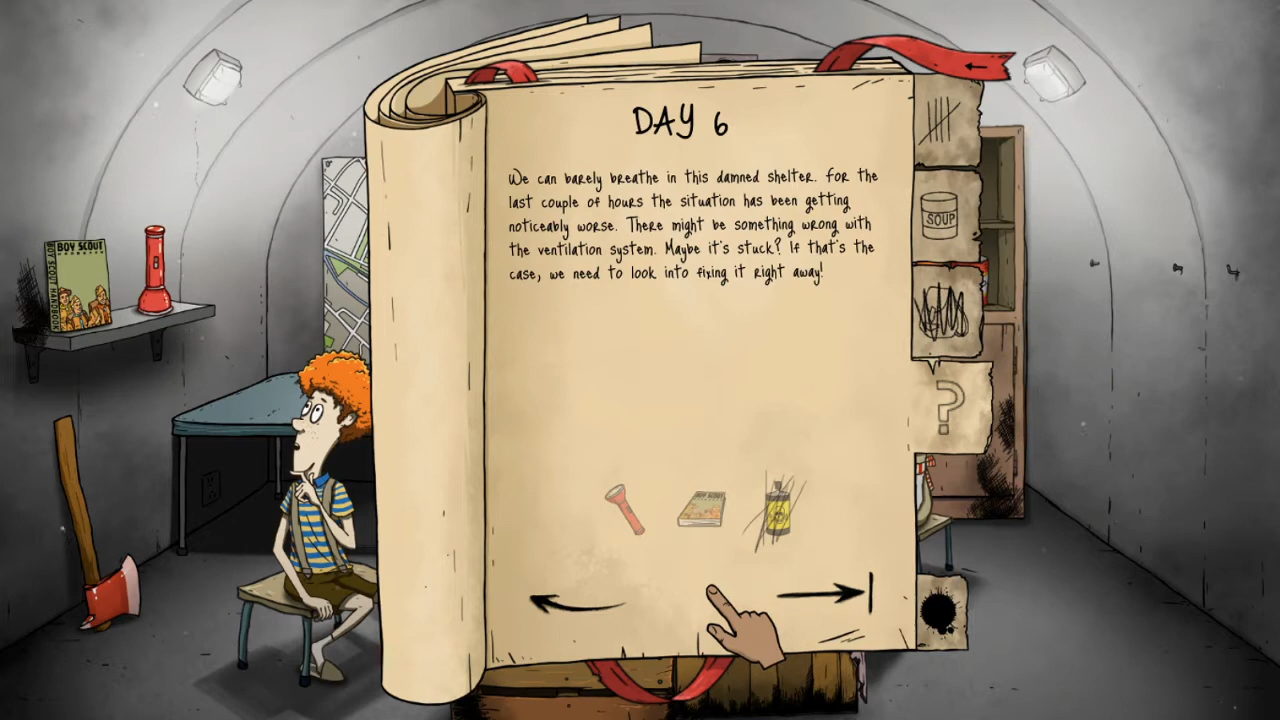 DAY 6
We can barely breathe in this damned shelter. For the
last couple of hours the situation has been getting
noticeably worse. There might be something wrong with
the ventilation system. Maybe it's stuck? If that's the
case, we need to look into fixing it right away!
BOY SCOUT
BOY SCOUT HANDBOOK
SOUP
?
BOY SCOUT